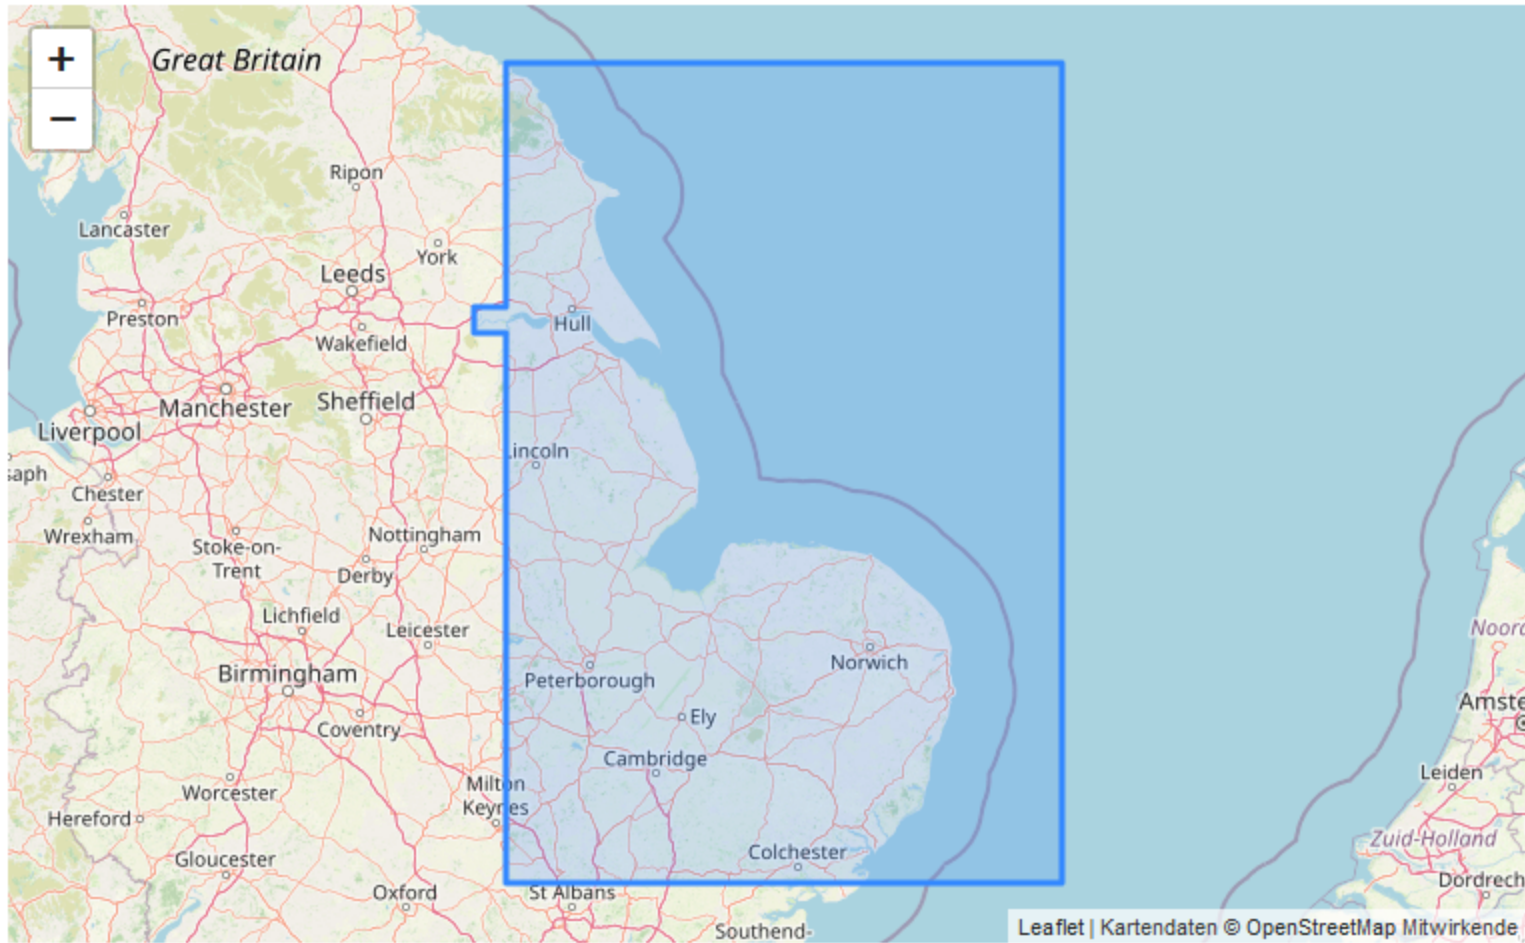 +
−
Great Britain
Ripon
Lancaster
York
Leeds
Preston
Hull
Wakefield
Manchester
Sheffield
Liverpool
Lincoln
saph
Chester
Wrexham
Nottingham
Stoke-on-
Trent
Derby
Lichfield
Leicester
Noord
Birmingham
Norwich
Peterborough
Amste
Ely
Coventry
Cambridge
Leiden
Milton
Keynes
Worcester
Hereford
Zuid-Holland
Colchester
Gloucester
Dordrech
Oxford
St Albans
Southend-
Leaflet | Kartendaten © OpenStreetMap Mitwirkende